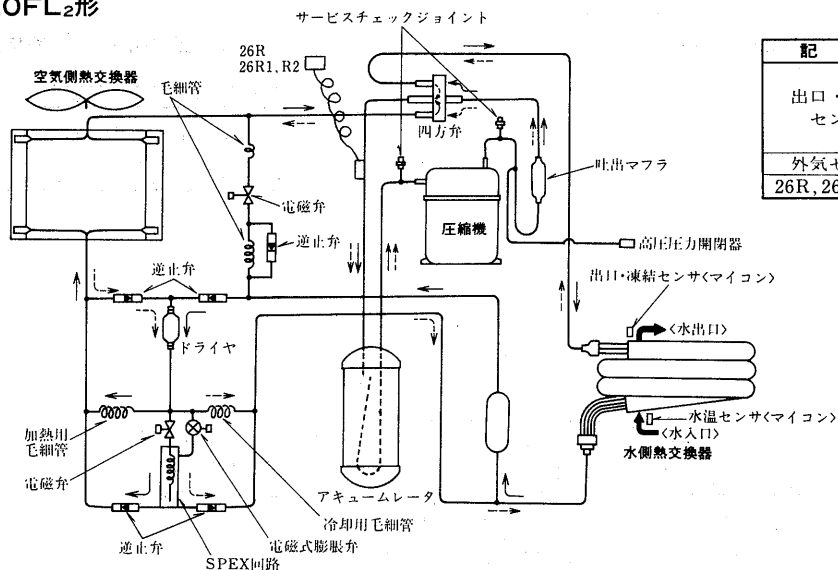 OFL₂形
サービスチェックジョイント
26R
26R1, R2
空気側熱交換器
毛細管
記
出口・
セン
外気セ
26R, 26
四方弁
吐出マフラ
電磁弁
逆止弁
圧縮機
高圧圧力開閉器
逆止弁
出口・凍結センサ〈マイコン〉
〈水出口〉
ドライヤ
加熱用
毛細管
水温センサ〈マイコン〉
〈水入口〉
水側熱交換器
電磁弁
アキュームレータ
冷却用毛細管
逆止弁
電磁式膨脹弁
SPEX回路